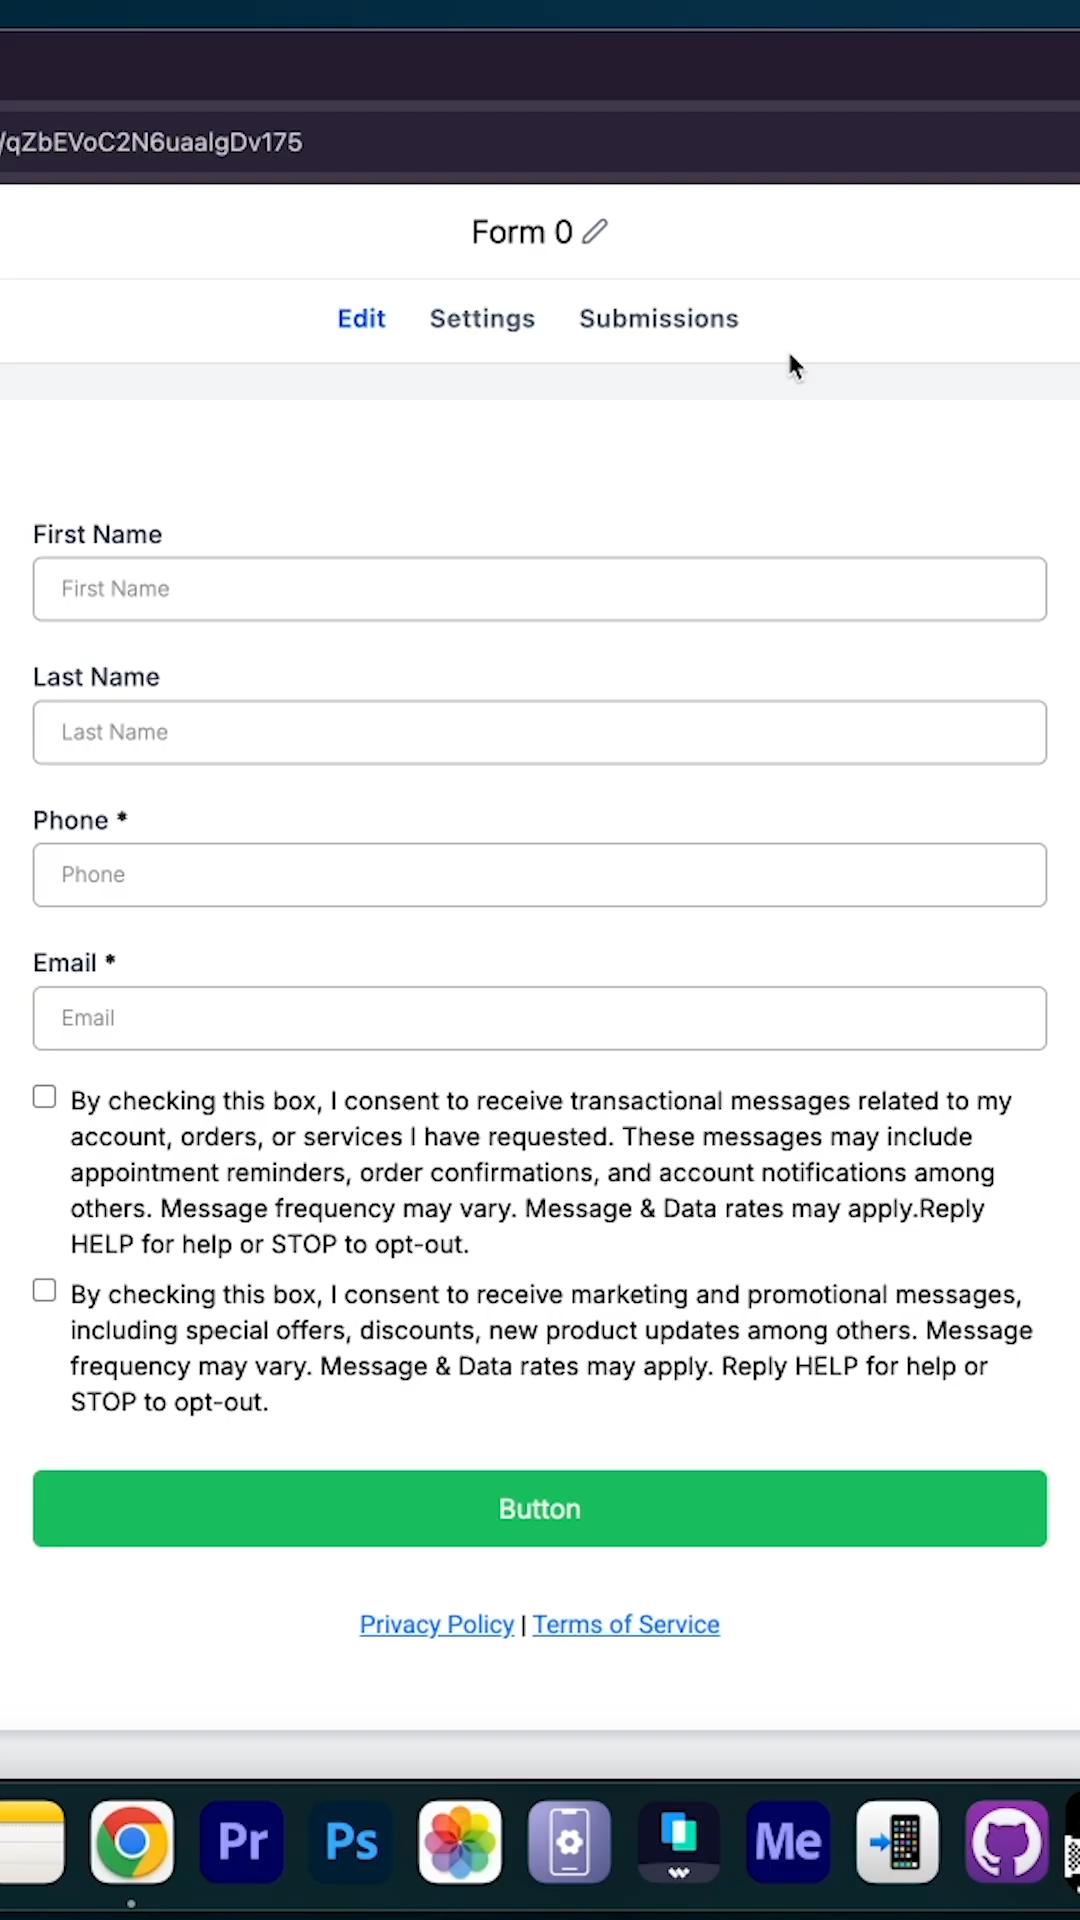 /qZbEVoC2N6uaalgDv175
Form 0
Edit Settings Submissions
First Name
First Name
Last Name
Last Name
Phone *
Phone
Email *
Email
By checking this box, I consent to receive transactional messages related to my
account, orders, or services I have requested. These messages may include
appointment reminders, order confirmations, and account notifications among
others. Message frequency may vary. Message & Data rates may apply.Reply
HELP for help or STOP to opt-out.
By checking this box, I consent to receive marketing and promotional messages,
including special offers, discounts, new product updates among others. Message
frequency may vary. Message & Data rates may apply. Reply HELP for help or
STOP to opt-out.
Button
Privacy Policy | Terms of Service
Pr Ps Me